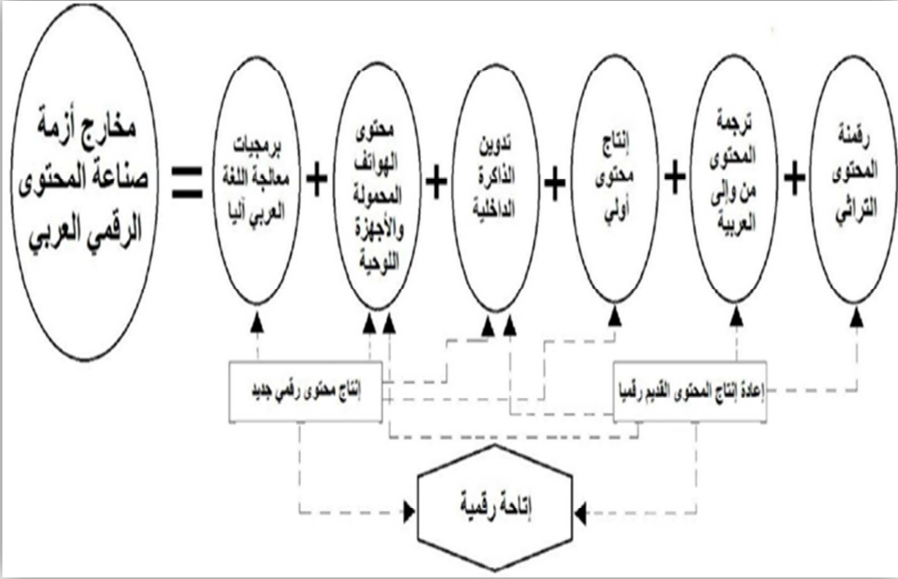 رقمنة
المحتوى
التراثي
+
ترجمة
المحتوى
من وإلى
العربية
+
إنتاج
محتوى
أولي
+
تدوين
الذاكرة
الداخلية
+
محتوى
الهواتف
المحمولة
والأجهزة
اللوحية
+
برمجيات
معالجة اللغة
العربي آليا
=
مخارج أزمة
صناعة المحتوى
الرقمي العربي
إعادة إنتاج المحتوى القديم رقميا
إنتاج محتوى رقمي جديد
إتاحة رقمية